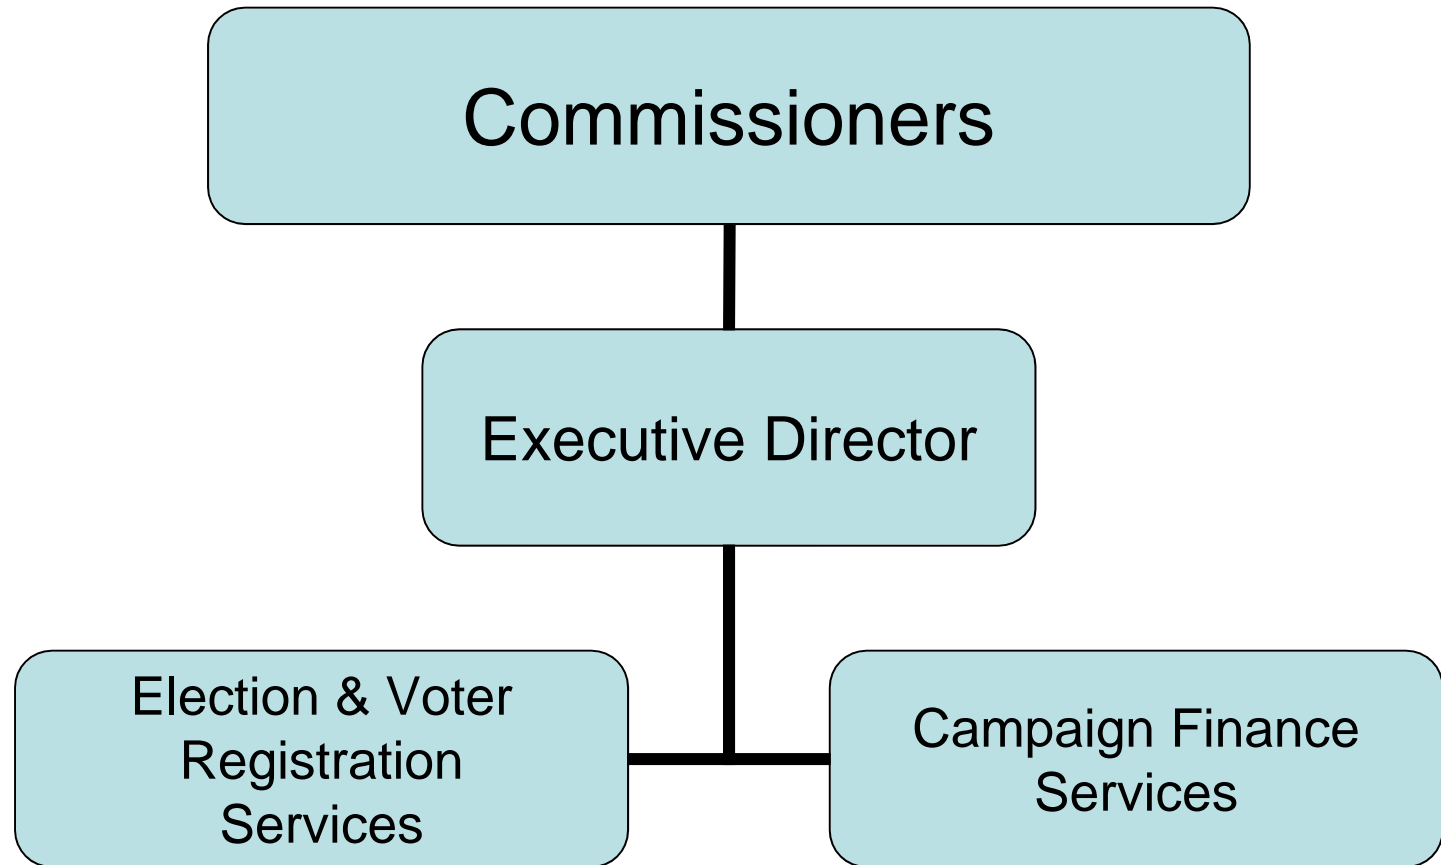 Commissioners
Executive Director
Election & Voter
Registration
Services
Campaign Finance
Services